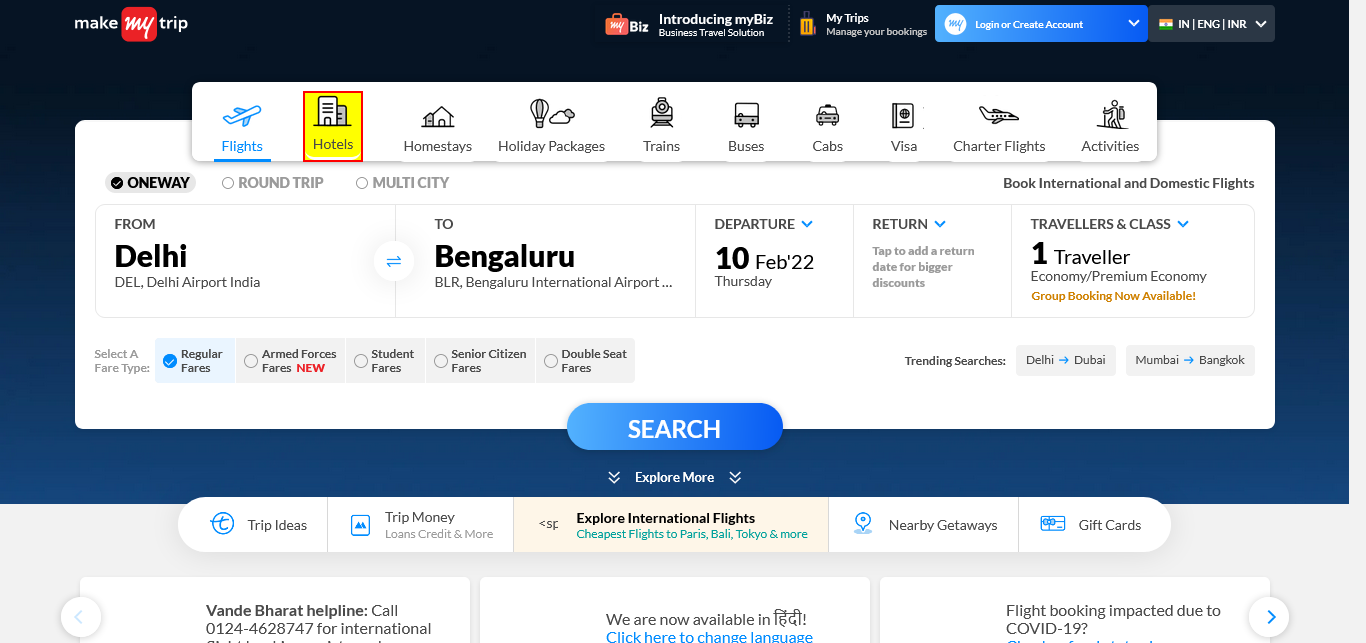 make my trip
my Biz
Introducing myBiz
Business Travel Solution
My Trips
Manage your bookings
my
Login or Create Account
IN | ENG | INR
Flights
Hotels
Homestays
Holiday Packages
Trains
Buses
Cabs
Visa
Charter Flights
Activities
ONEWAY
ROUND TRIP
MULTI CITY
Book International and Domestic Flights
FROM
Delhi
DEL, Delhi Airport India
TO
Bengaluru
BLR, Bengaluru International Airport ...
DEPARTURE
10 Feb'22
Thursday
RETURN
Tap to add a return
date for bigger
discounts
TRAVELLERS & CLASS
1 Traveller
Economy/Premium Economy
Group Booking Now Available!
Select A
Fare Type:
Regular
Fares
Armed Forces
Fares NEW
Student
Fares
Senior Citizen
Fares
Double Seat
Fares
Trending Searches:
Delhi → Dubai
Mumbai → Bangkok
SEARCH
Explore More
Trip Ideas
Trip Money
Loans Credit & More
<sp
Explore International Flights
Cheapest Flights to Paris, Bali, Tokyo & more
Nearby Getaways
Gift Cards
Vande Bharat helpline: Call
0124-4628747 for international
We are now available in हिंदी!
Click here to change language
Flight booking impacted due to
COVID-19?